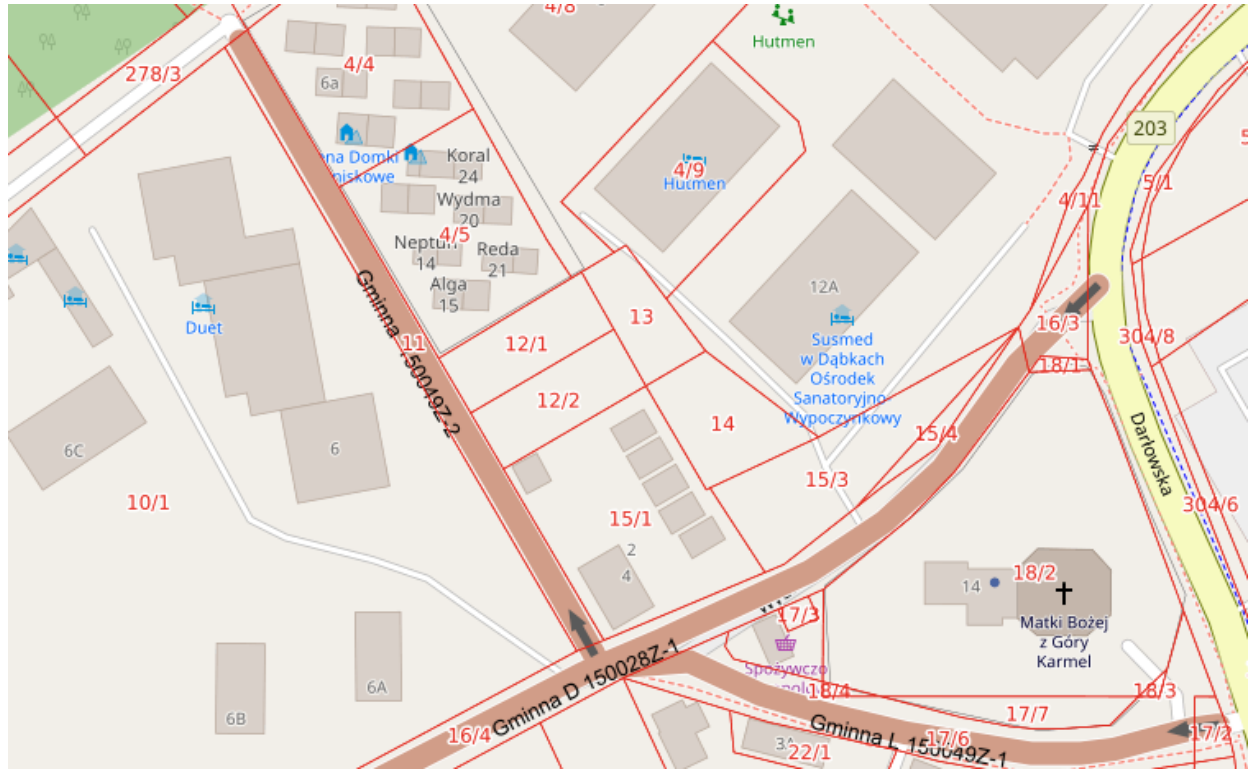 4/8
Hutmen
278/3
4/4
6a
203
Koral
24
4/9
Hutmen
5/1
4/11
Wydma
20
4/5
Neptun
14
Reda
21
Alga
15
12A
Duet
Gminna 150049Z-2
11
12/1
13
16/3
304/8
18/1
Susmed
w Dąbkach
Ośrodek
Sanatoryjno
Wypoczynkowy
12/2
14
15/4
Darłowska
6C
6
15/3
10/1
15/1
304/6
2
4
14
18/2
Matki Bożej
z Góry
Karmel
17/3
Spożywczo
Gminna D 150028Z-1
6A
6B
18/4
18/3
17/7
16/4
Gminna L 150049Z-1
17/6
17/2
3A
22/1